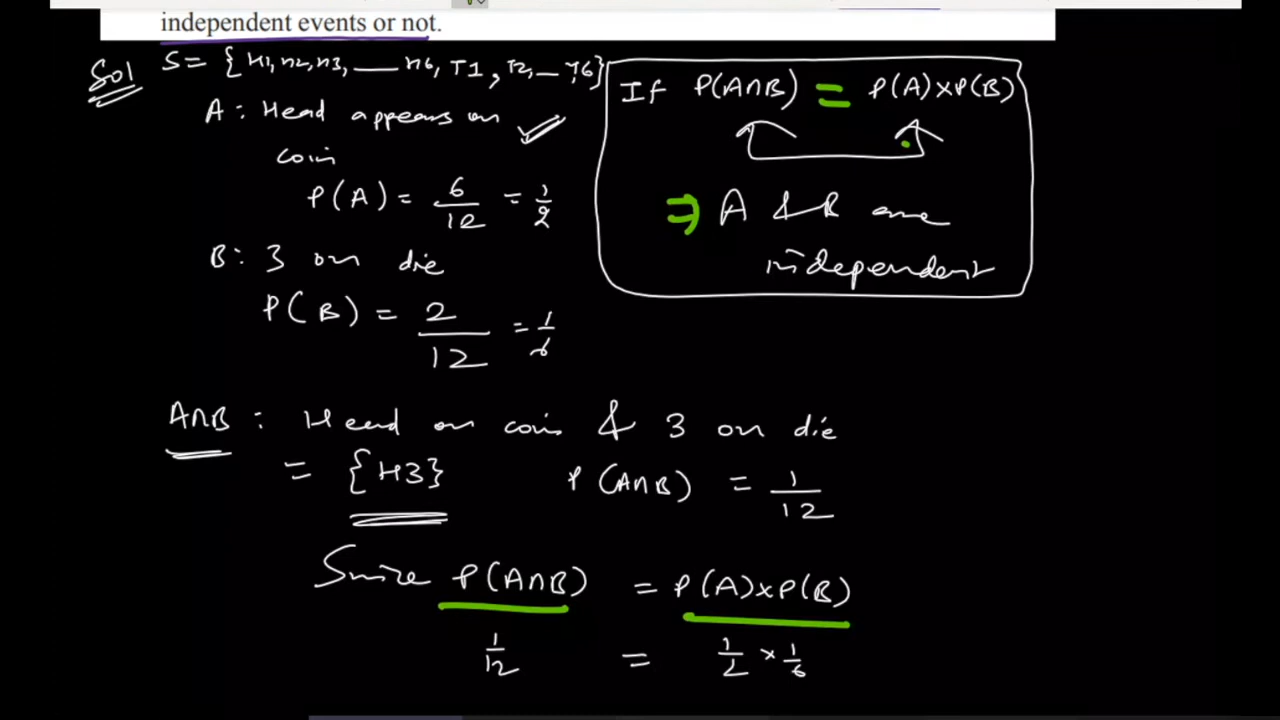 independent events or not.
Sol S = {H1, H2, H3, ___ H6, T1, T2, _ T6}
A : Head appears on
coin
P(A) = 6/12 = 1/2
B : 3 on die
P(B) = 2/12 = 1/6
If P(A∩B) = P(A)×P(B)
⇒ A & B are
independent
A∩B : Head on coin & 3 on die
= {H3} P(A∩B) = 1/12
Since P(A∩B) = P(A)×P(B)
1/12 = 1/2 × 1/6